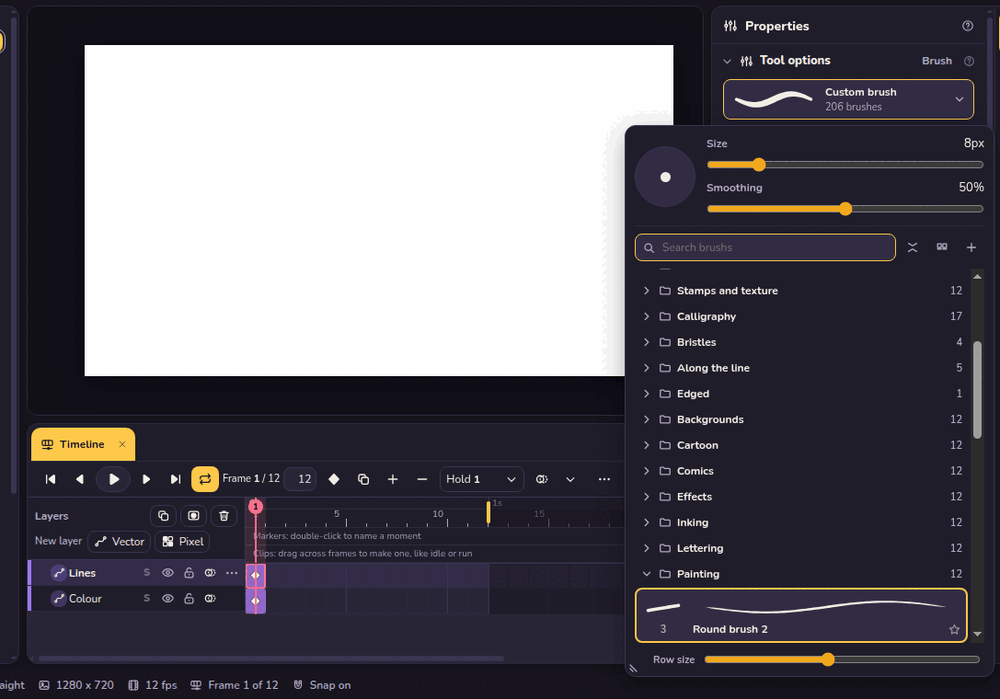 Properties
Tool options
Brush
Custom brush
206 brushes
Size
8px
Smoothing
50%
Search brushes
Stamps and texture 12
Calligraphy 17
Bristles 4
Along the line 5
Edged 1
Backgrounds 12
Cartoon 12
Comics 12
Effects 12
Inking 12
Lettering 12
Painting 12
3 Round brush 2
Row size
Timeline
Frame 1 / 12
12
Hold 1
Layers
1
5
10
1s
15
New layer
Vector
Pixel
Markers: double-click to name a moment
Clips: drag across frames to make one, like idle or run
Lines
S
Colour
S
aight
1280 x 720
12 fps
Frame 1 of 12
Snap on